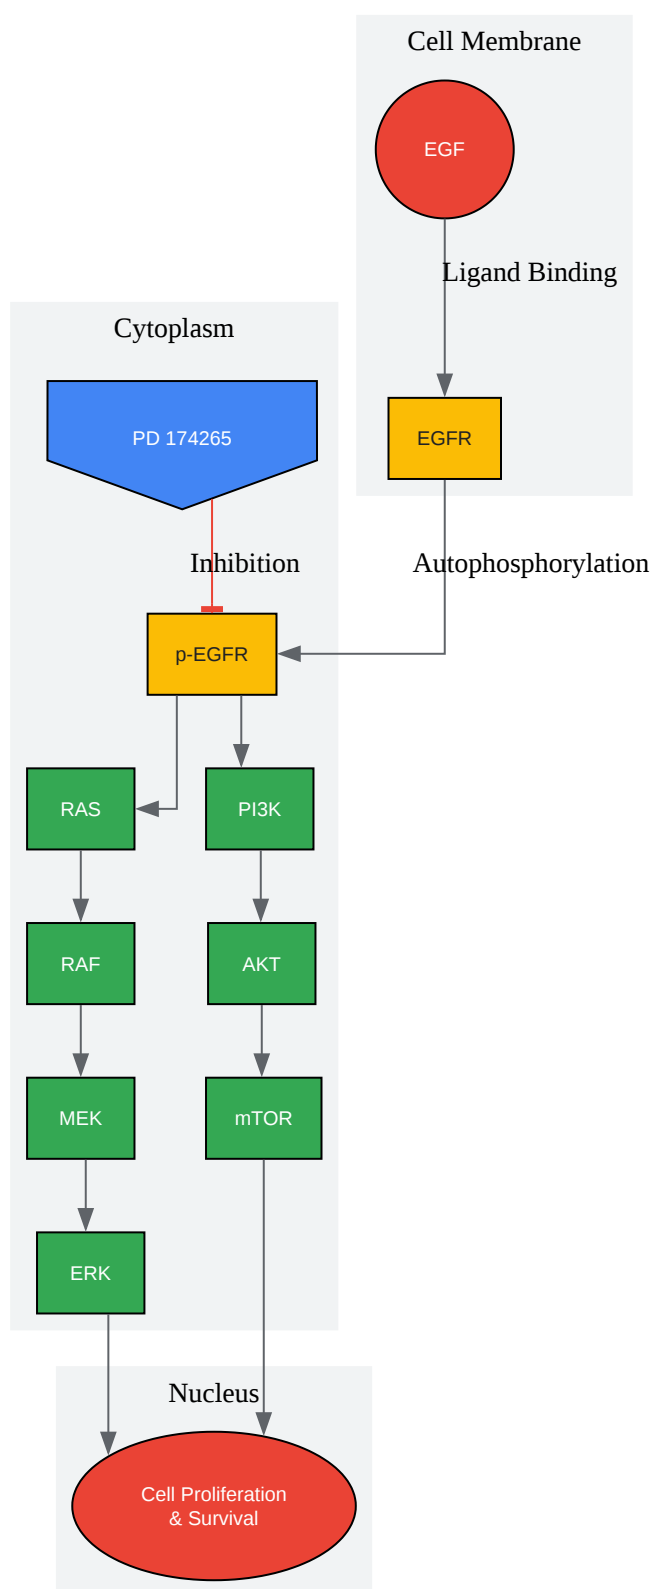 Cell Membrane
EGF
Ligand Binding
Cytoplasm
PD 174265
EGFR
Inhibition
Autophosphorylation
p-EGFR
RAS
PI3K
RAF
AKT
MEK
mTOR
ERK
Nucleus
Cell Proliferation
& Survival